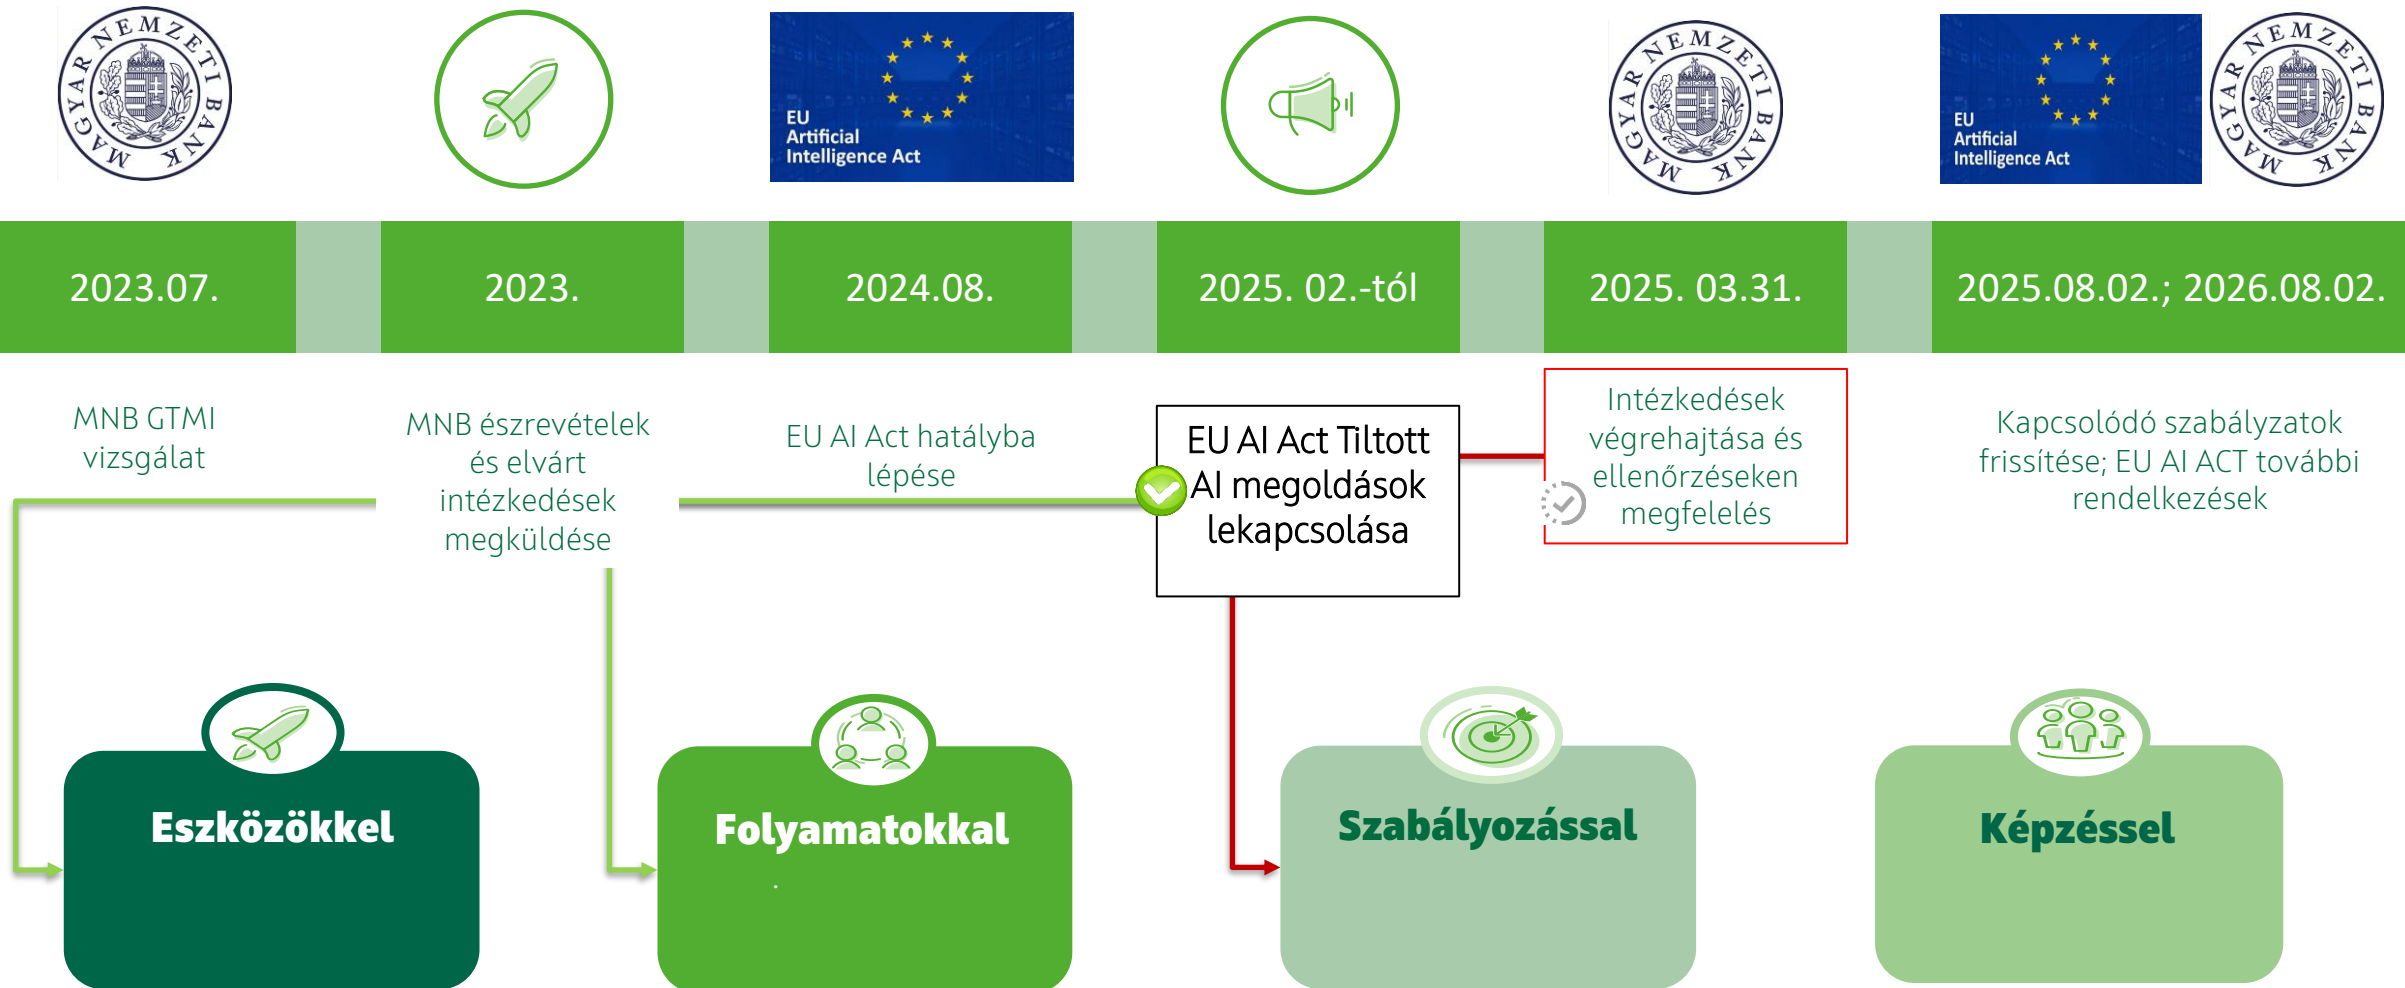 MAGYAR NEMZETI BANK
EU
Artificial
Intelligence Act
MAGYAR NEMZETI BANK
EU
Artificial
Intelligence Act
MAGYAR NEMZETI BANK
2023.07.
2023.
2024.08.
2025. 02.-tól
2025. 03.31.
2025.08.02.; 2026.08.02.
MNB GTMI
vizsgálat
MNB észrevételek
és elvárt
intézkedések
megküldése
EU AI Act hatályba
lépése
EU AI Act Tiltott
AI megoldások
lekapcsolása
Intézkedések
végrehajtása és
ellenőrzéseken
megfelelés
Kapcsolódó szabályzatok
frissítése; EU AI ACT további
rendelkezések
Eszközökkel
Folyamatokkal
.
Szabályozással
Képzéssel